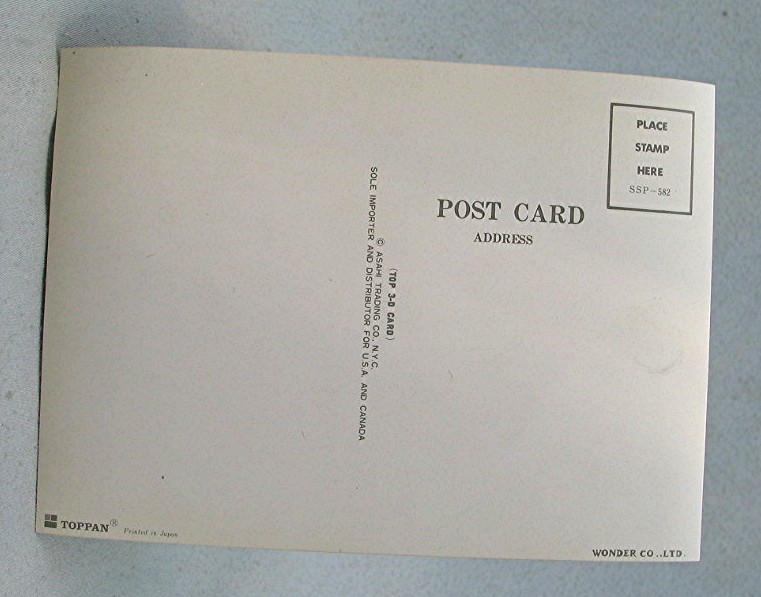 PLACE
STAMP
HERE
SSP-582
POST CARD
ADDRESS
(TOP 3-D CARD)
© ASAHI TRADING CO., N.Y.C.
SOLE IMPORTER AND DISTRIBUTOR FOR U.S.A. AND CANADA
TOPPAN® Printed in Japan
WONDER CO.,LTD.